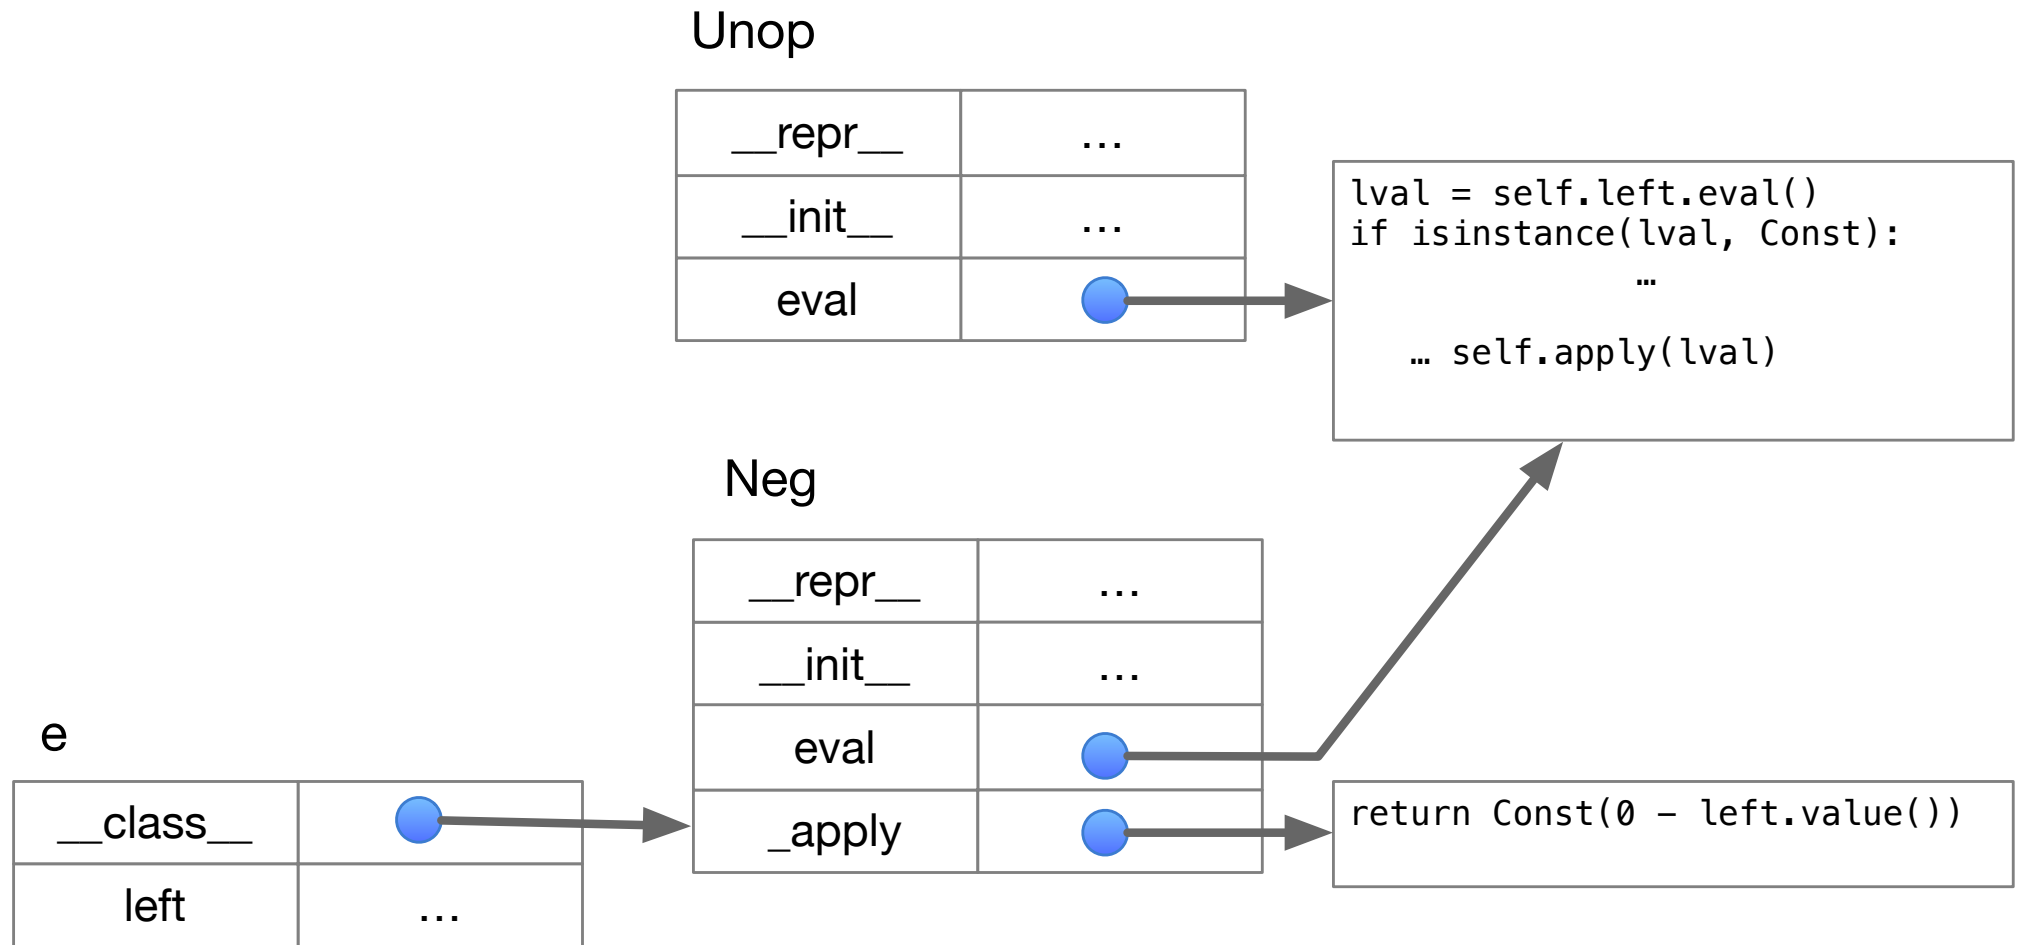 Unop
__repr__ ...
__init__ ...
eval
lval = self.left.eval()
if isinstance(lval, Const):
…
… self.apply(lval)
Neg
__repr__ ...
__init__ ...
eval
_apply
return Const(0 – left.value())
e
__class__
left ...